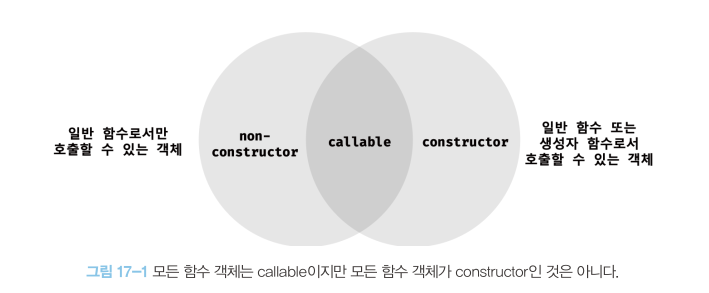 일반 함수로서만
호출할 수 있는 객체
non-
constructor
callable
constructor
일반 함수 또는
생성자 함수로서
호출할 수 있는 객체
그림 17-1 모든 함수 객체는 callable이지만 모든 함수 객체가 constructor인 것은 아니다.